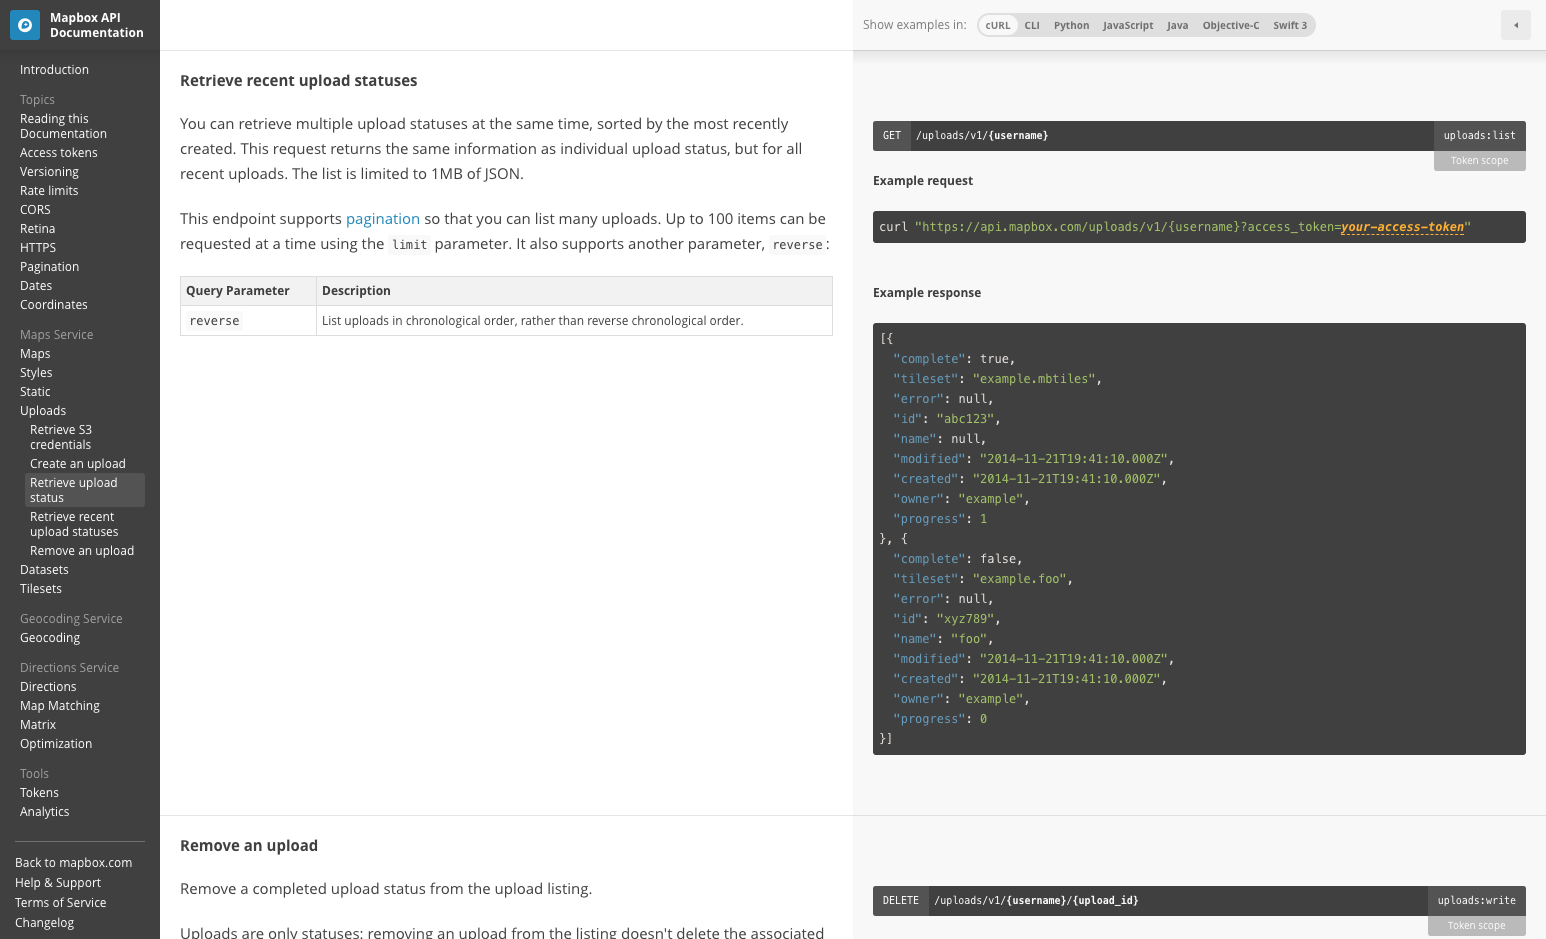 Mapbox API
Documentation
Introduction
Topics
Reading this
Documentation
Access tokens
Versioning
Rate limits
CORS
Retina
HTTPS
Pagination
Dates
Coordinates
Maps Service
Maps
Styles
Static
Uploads
Retrieve S3
credentials
Create an upload
Retrieve upload
status
Retrieve recent
upload statuses
Remove an upload
Datasets
Tilesets
Geocoding Service
Geocoding
Directions Service
Directions
Map Matching
Matrix
Optimization
Tools
Tokens
Analytics
Back to mapbox.com
Help & Support
Terms of Service
Changelog
Retrieve recent upload statuses
You can retrieve multiple upload statuses at the same time, sorted by the most recently
created. This request returns the same information as individual upload status, but for all
recent uploads. The list is limited to 1MB of JSON.
This endpoint supports pagination so that you can list many uploads. Up to 100 items can be
requested at a time using the limit parameter. It also supports another parameter, reverse:
Query Parameter Description
reverse List uploads in chronological order, rather than reverse chronological order.
Remove an upload
Remove a completed upload status from the upload listing.
Uploads are only statuses: removing an upload from the listing doesn't delete the associated
Show examples in: cURL CLI Python JavaScript Java Objective-C Swift 3
GET /uploads/v1/{username} uploads:list
Token scope
Example request
curl "https://api.mapbox.com/uploads/v1/{username}?access_token=your-access-token"
Example response
[{
"complete": true,
"tileset": "example.mbtiles",
"error": null,
"id": "abc123",
"name": null,
"modified": "2014-11-21T19:41:10.000Z",
"created": "2014-11-21T19:41:10.000Z",
"owner": "example",
"progress": 1
}, {
"complete": false,
"tileset": "example.foo",
"error": null,
"id": "xyz789",
"name": "foo",
"modified": "2014-11-21T19:41:10.000Z",
"created": "2014-11-21T19:41:10.000Z",
"owner": "example",
"progress": 0
}]
DELETE /uploads/v1/{username}/{upload_id} uploads:write
Token scope